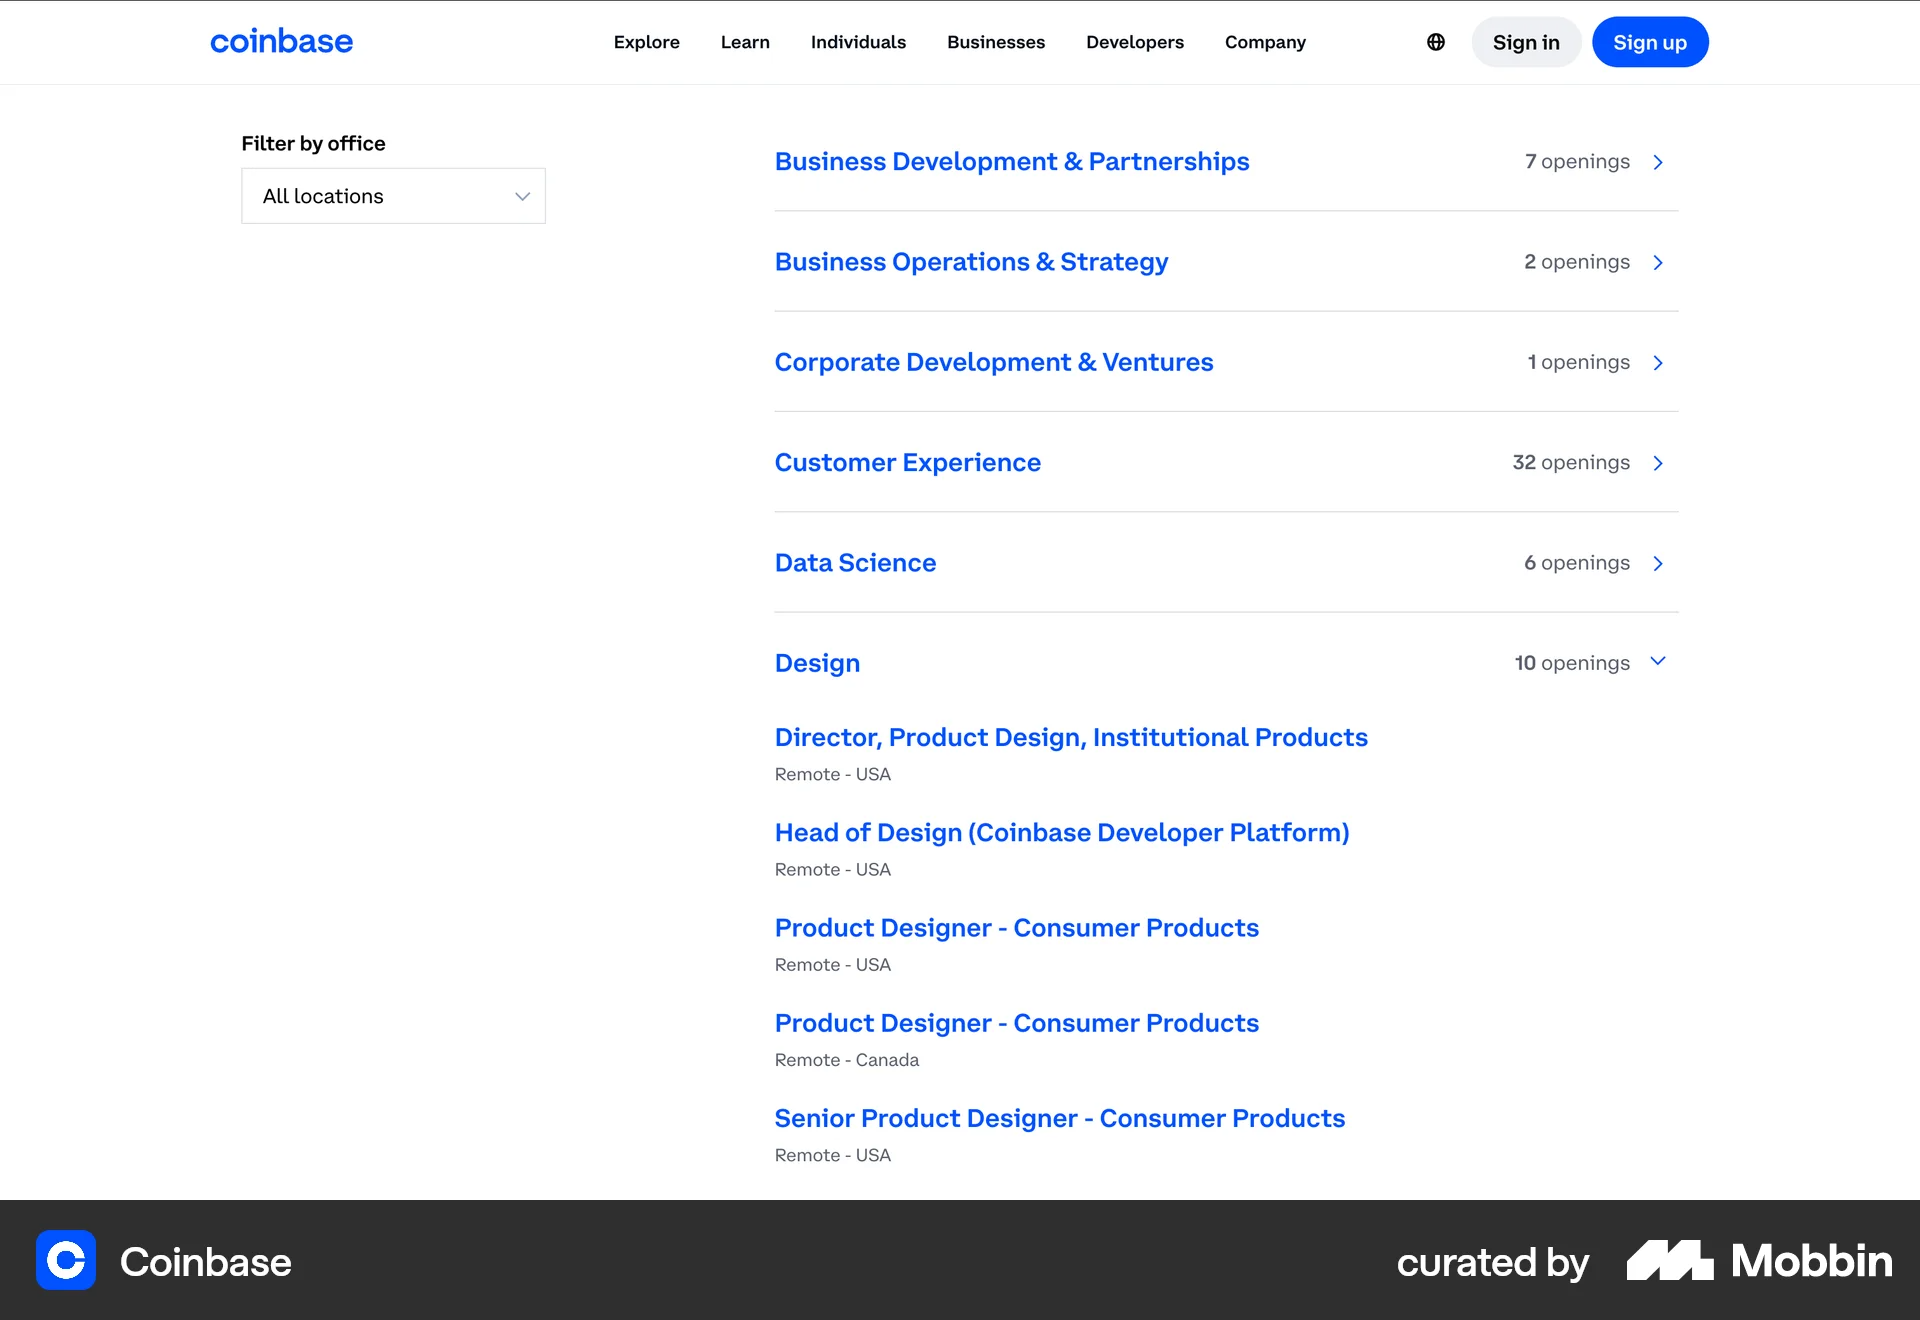 coinbase
Explore Learn Individuals Businesses Developers Company
Sign in
Sign up
Filter by office
All locations
Business Development & Partnerships 7 openings
Business Operations & Strategy 2 openings
Corporate Development & Ventures 1 openings
Customer Experience 32 openings
Data Science 6 openings
Design 10 openings
Director, Product Design, Institutional Products
Remote - USA
Head of Design (Coinbase Developer Platform)
Remote - USA
Product Designer - Consumer Products
Remote - USA
Product Designer - Consumer Products
Remote - Canada
Senior Product Designer - Consumer Products
Remote - USA
Coinbase
curated by Mobbin